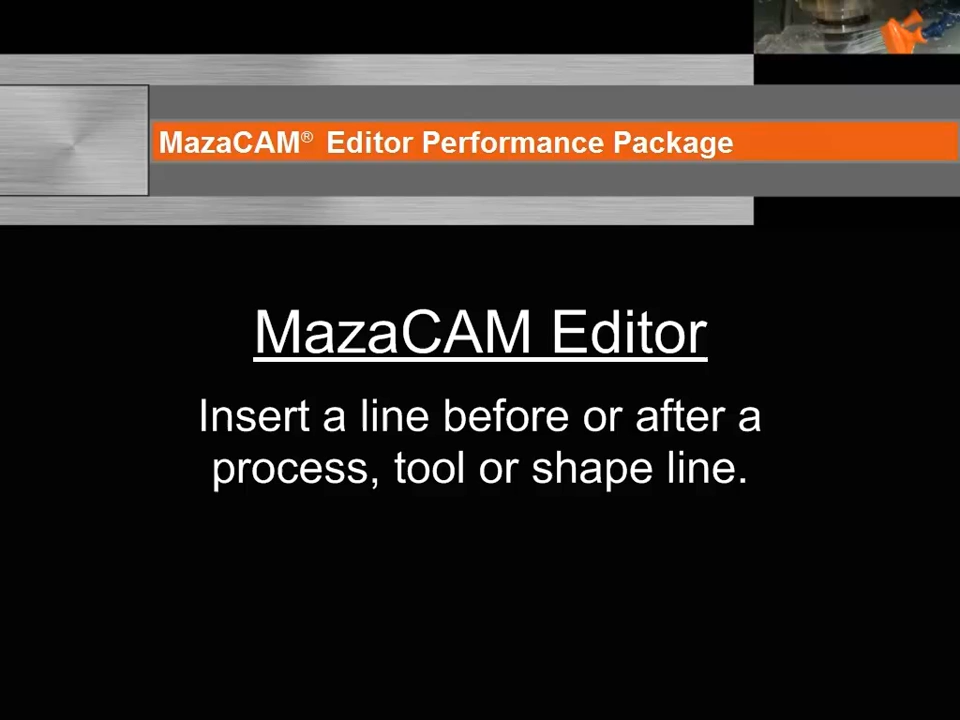 MazaCAM® Editor Performance Package
MazaCAM Editor
Insert a line before or after a
process, tool or shape line.